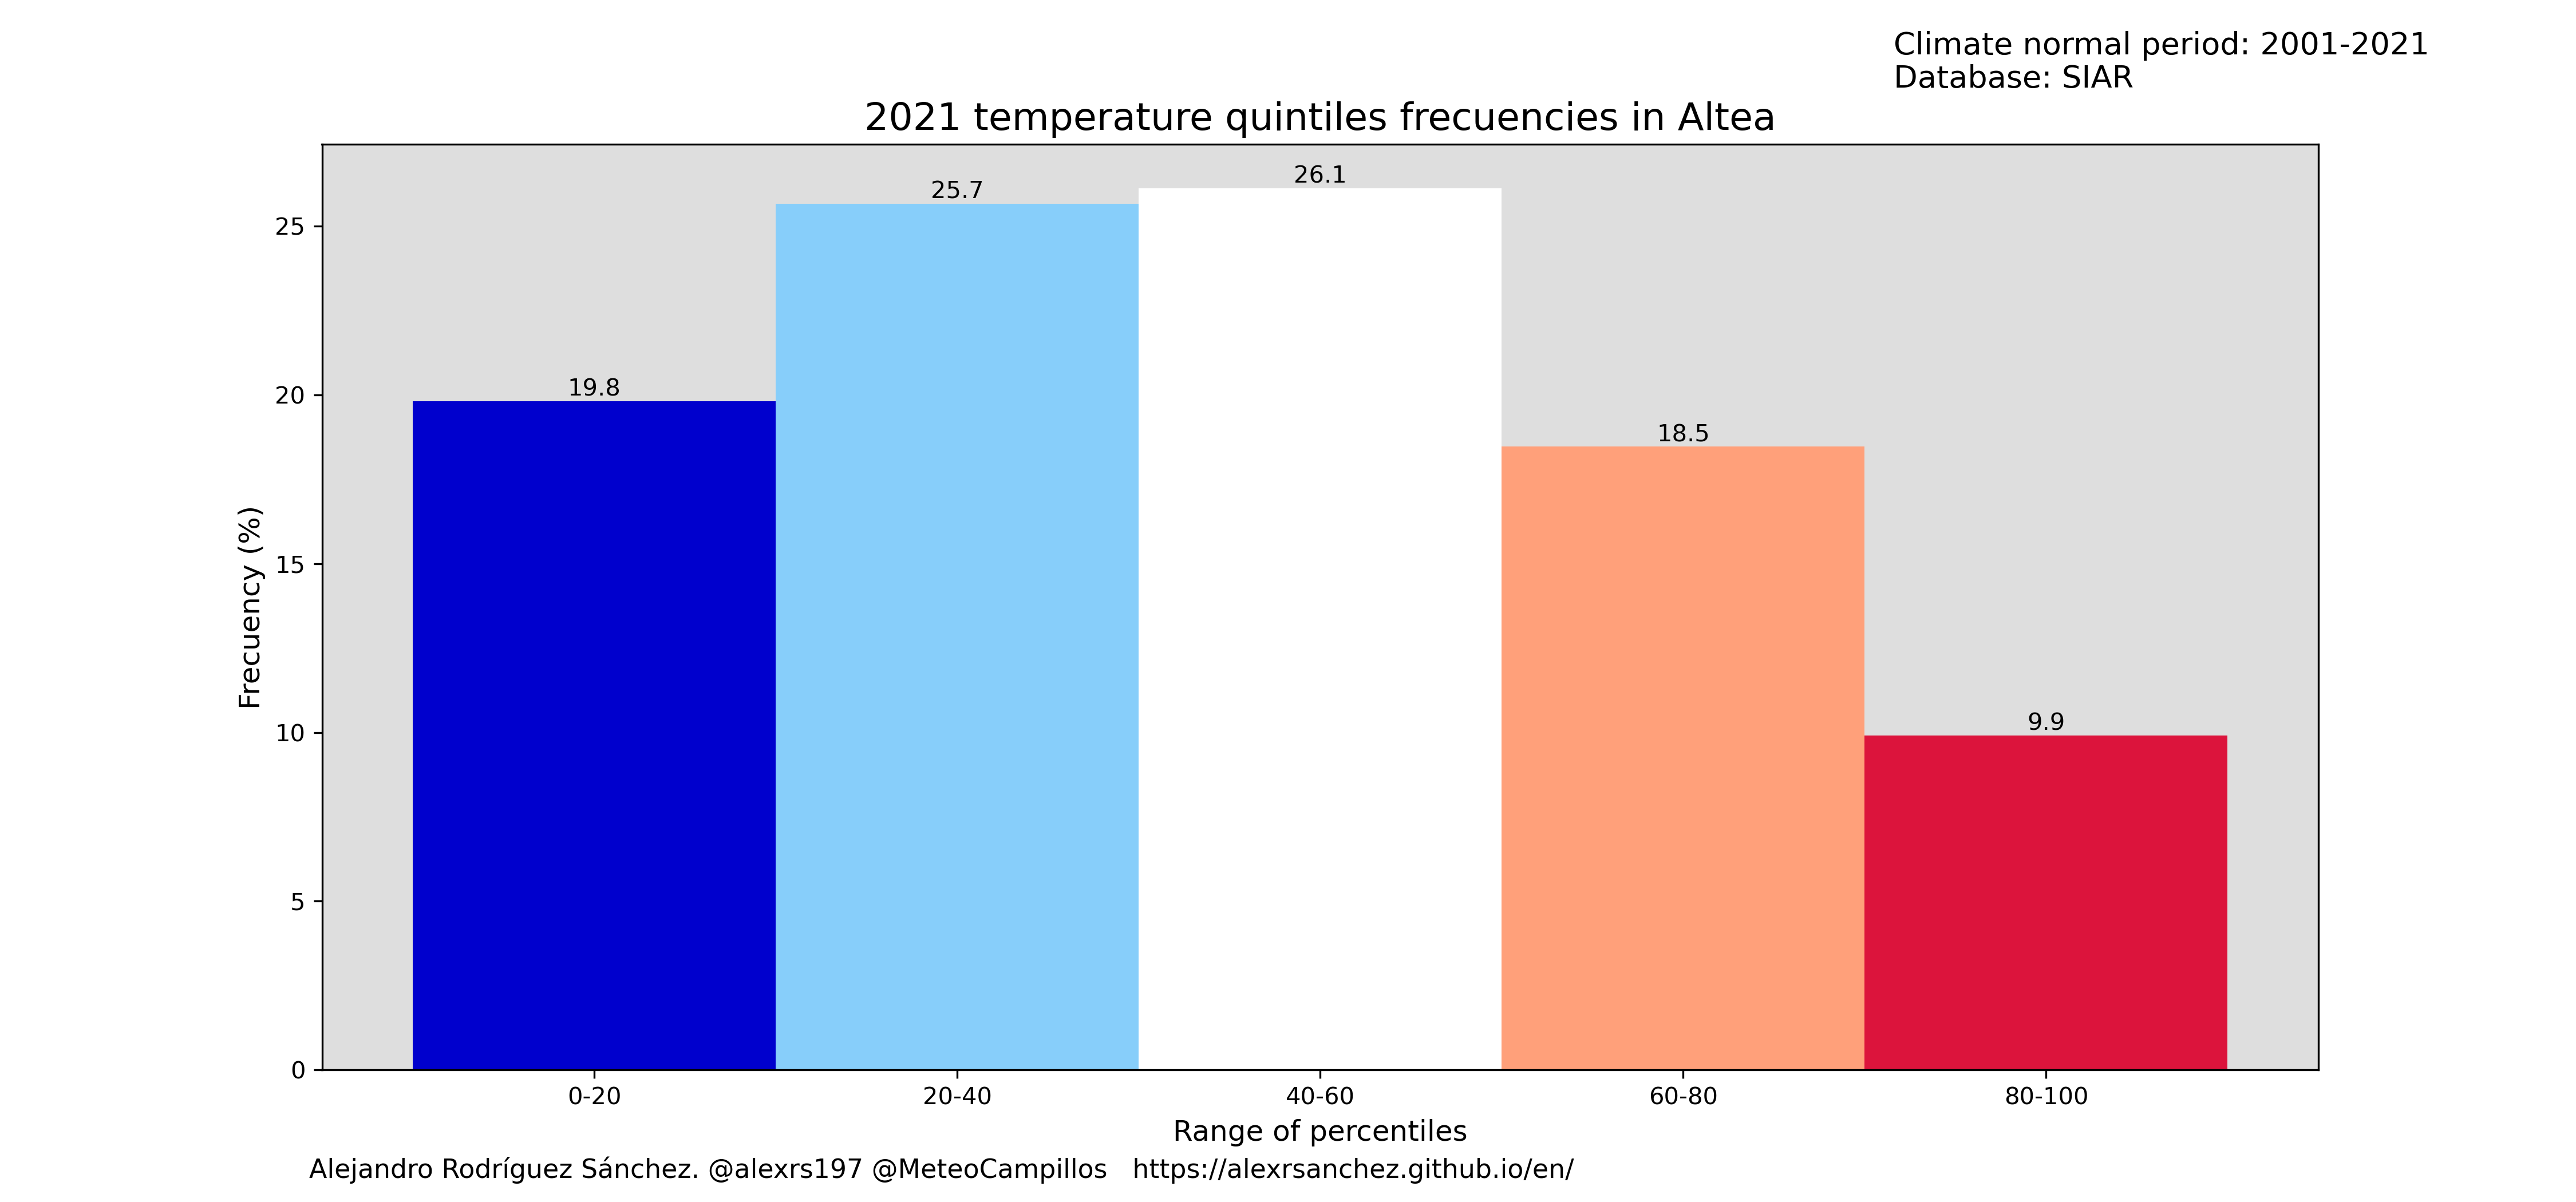 Climate normal period: 2001-2021
Database: SIAR
2021 temperature quintiles frecuencies in Altea
Frecuency (%)
25
20
15
10
5
0
19.8
25.7
26.1
18.5
9.9
0-20
20-40
40-60
60-80
80-100
Range of percentiles
Alejandro Rodríguez Sánchez. @alexrs197 @MeteoCampillos https://alexrsanchez.github.io/en/